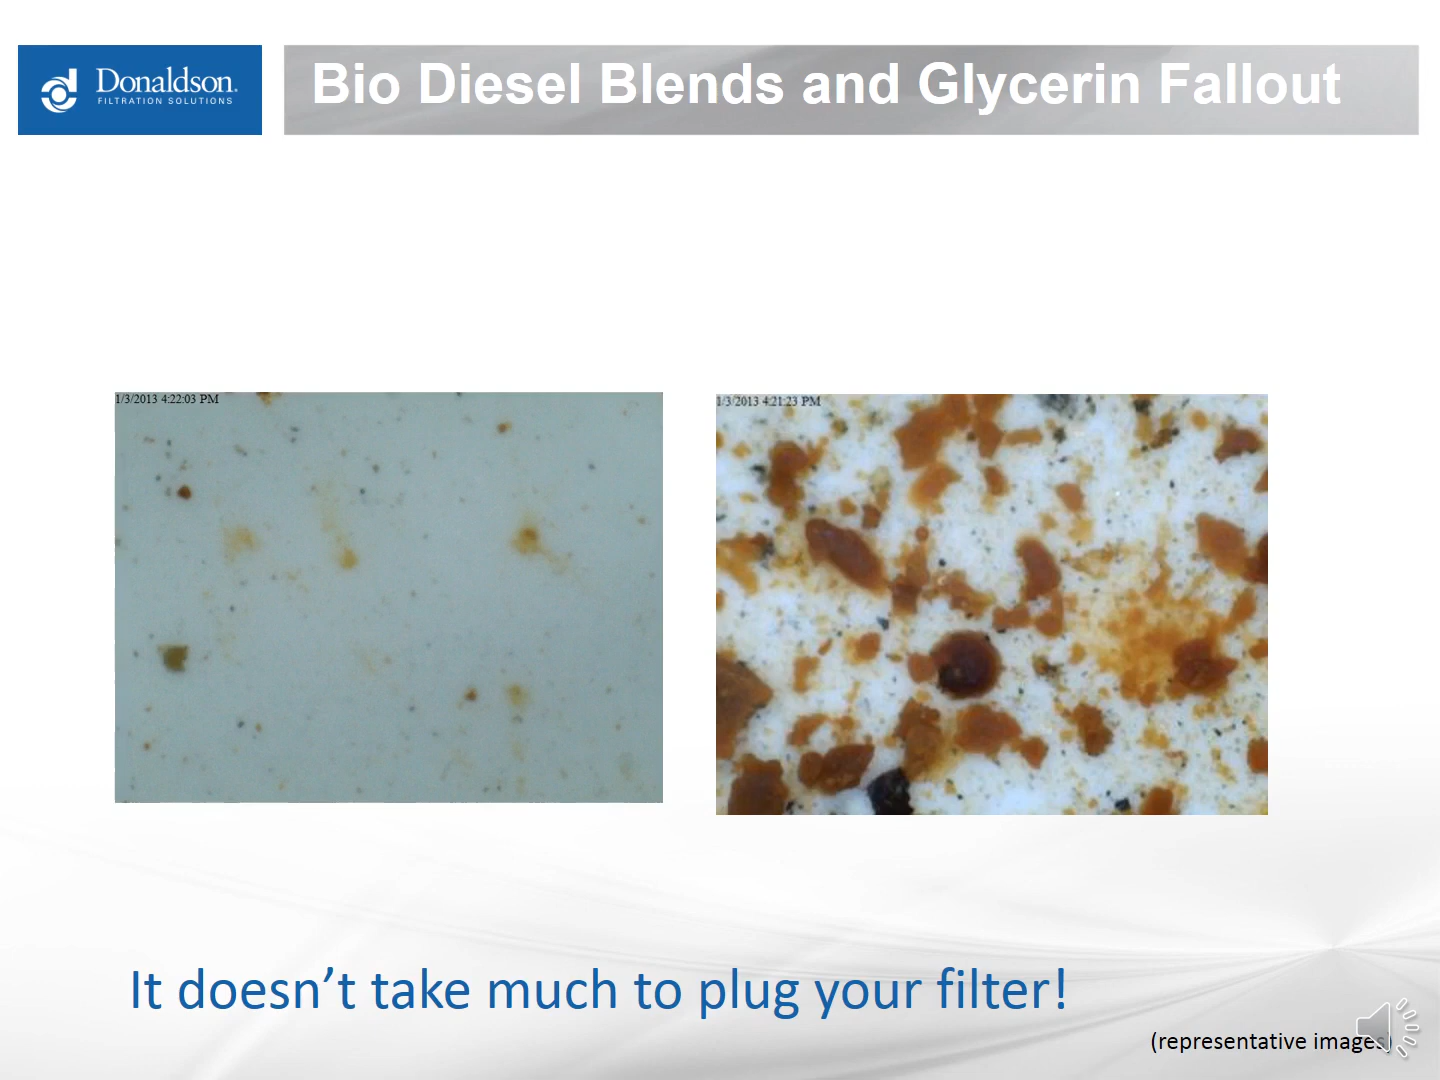 Donaldson.
FILTRATION SOLUTIONS
Bio Diesel Blends and Glycerin Fallout
1/3/2013 4:22:03 PM
1/3/2013 4:21:23 PM
It doesn’t take much to plug your filter!
(representative images)